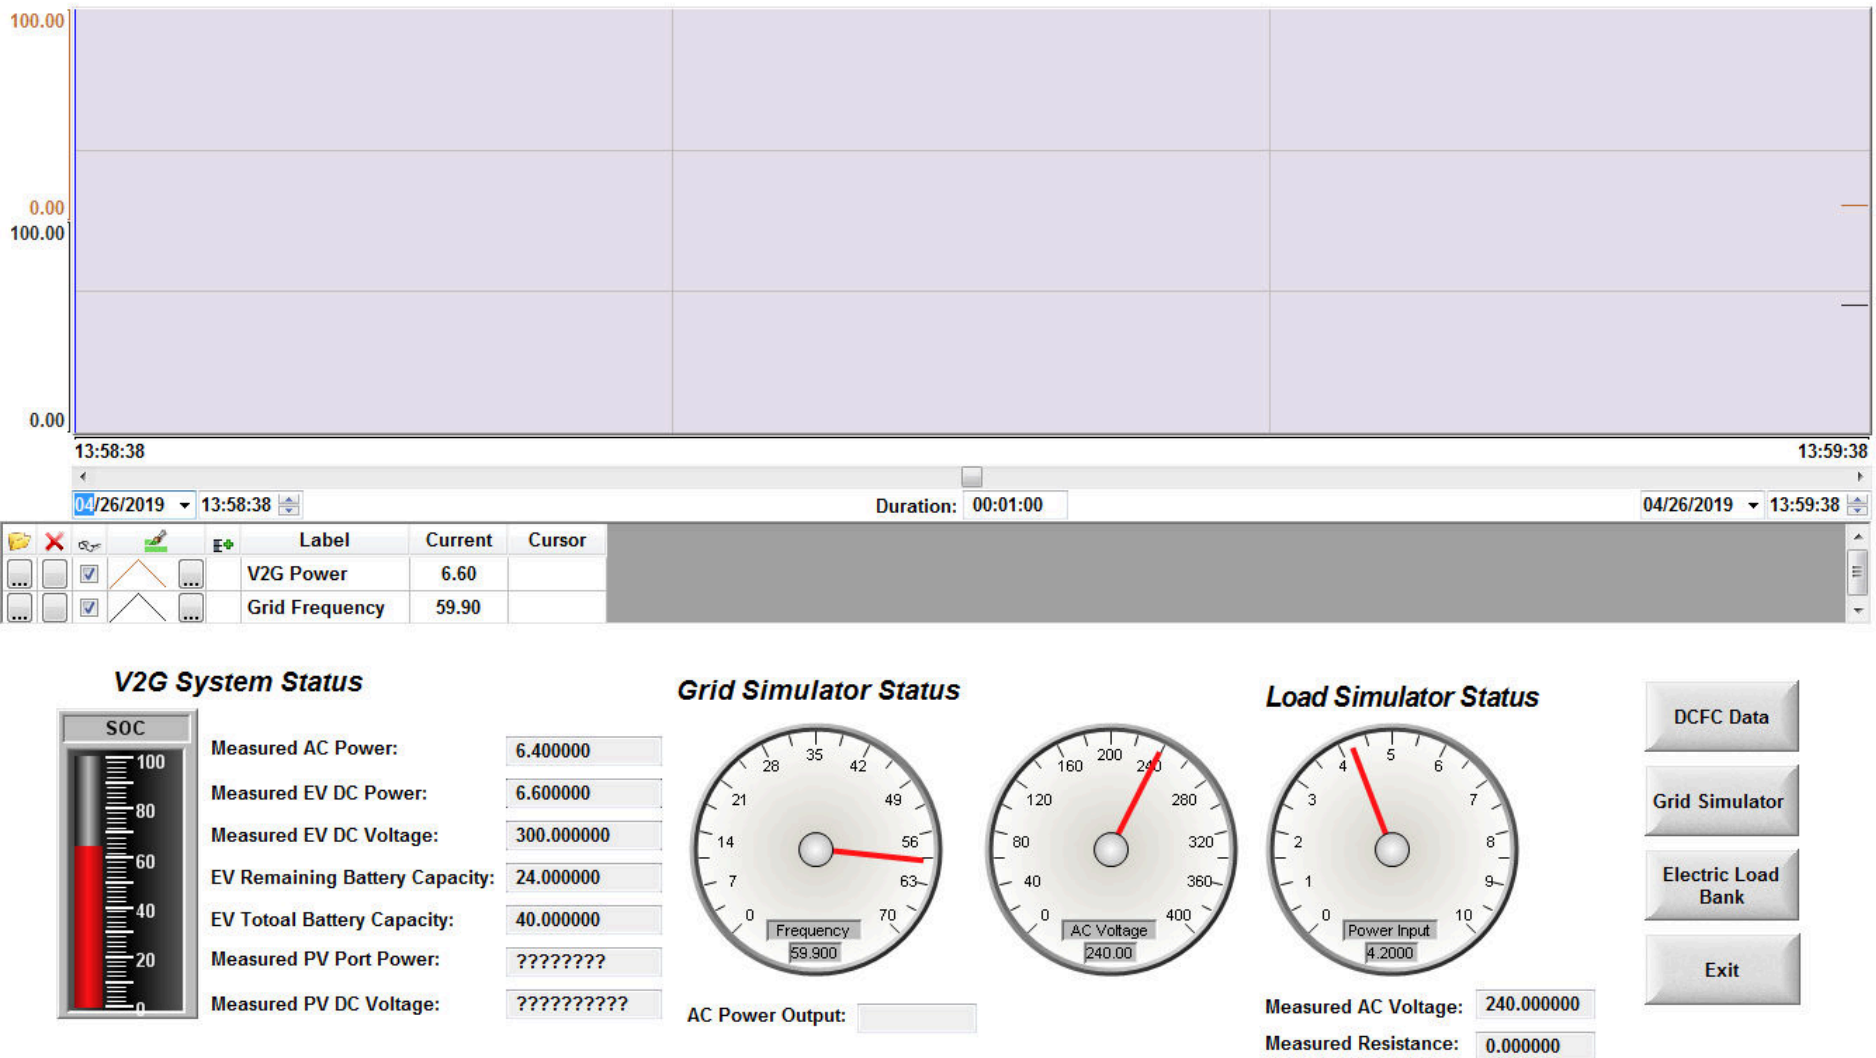 100.00
0.00
100.00
0.00
13:58:38 13:59:38
04/26/2019 13:58:38 Duration: 00:01:00 04/26/2019 13:59:38
Label Current Cursor
V2G Power 6.60
Grid Frequency 59.90
V2G System Status
SOC
100
80
60
40
20
0
Measured AC Power: 6.400000
Measured EV DC Power: 6.600000
Measured EV DC Voltage: 300.000000
EV Remaining Battery Capacity: 24.000000
EV Totoal Battery Capacity: 40.000000
Measured PV Port Power: ????????
Measured PV DC Voltage: ??????????
Grid Simulator Status
0 7 14 21 28 35 42 49 56 63 70
Frequency
59.900
0 40 80 120 160 200 240 280 320 360 400
AC Voltage
240.00
AC Power Output:
Load Simulator Status
0 1 2 3 4 5 6 7 8 9 10
Power Input
4.2000
Measured AC Voltage: 240.000000
Measured Resistance: 0.000000
DCFC Data
Grid Simulator
Electric Load
Bank
Exit